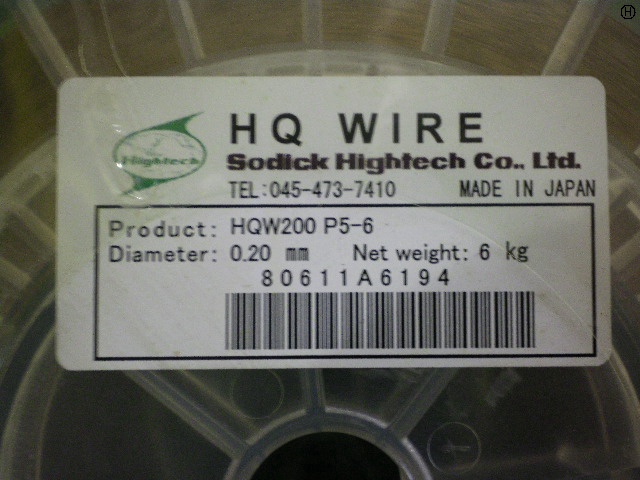 H
HQ WIRE
Hightech
Sodick Hightech Co., Ltd.
TEL:045-473-7410 MADE IN JAPAN
Product: HQW200 P5-6
Diameter: 0.20 mm Net weight: 6 kg
80611A6194